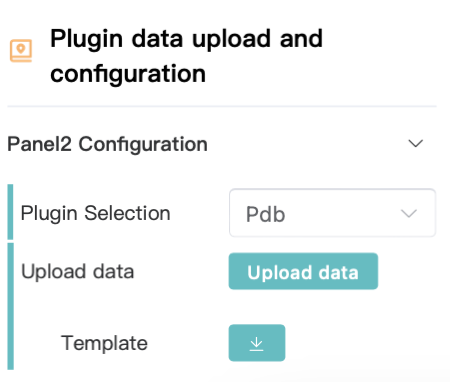 Plugin data upload and
configuration
Panel2 Configuration
Plugin Selection
Pdb
Upload data
Upload data
Template